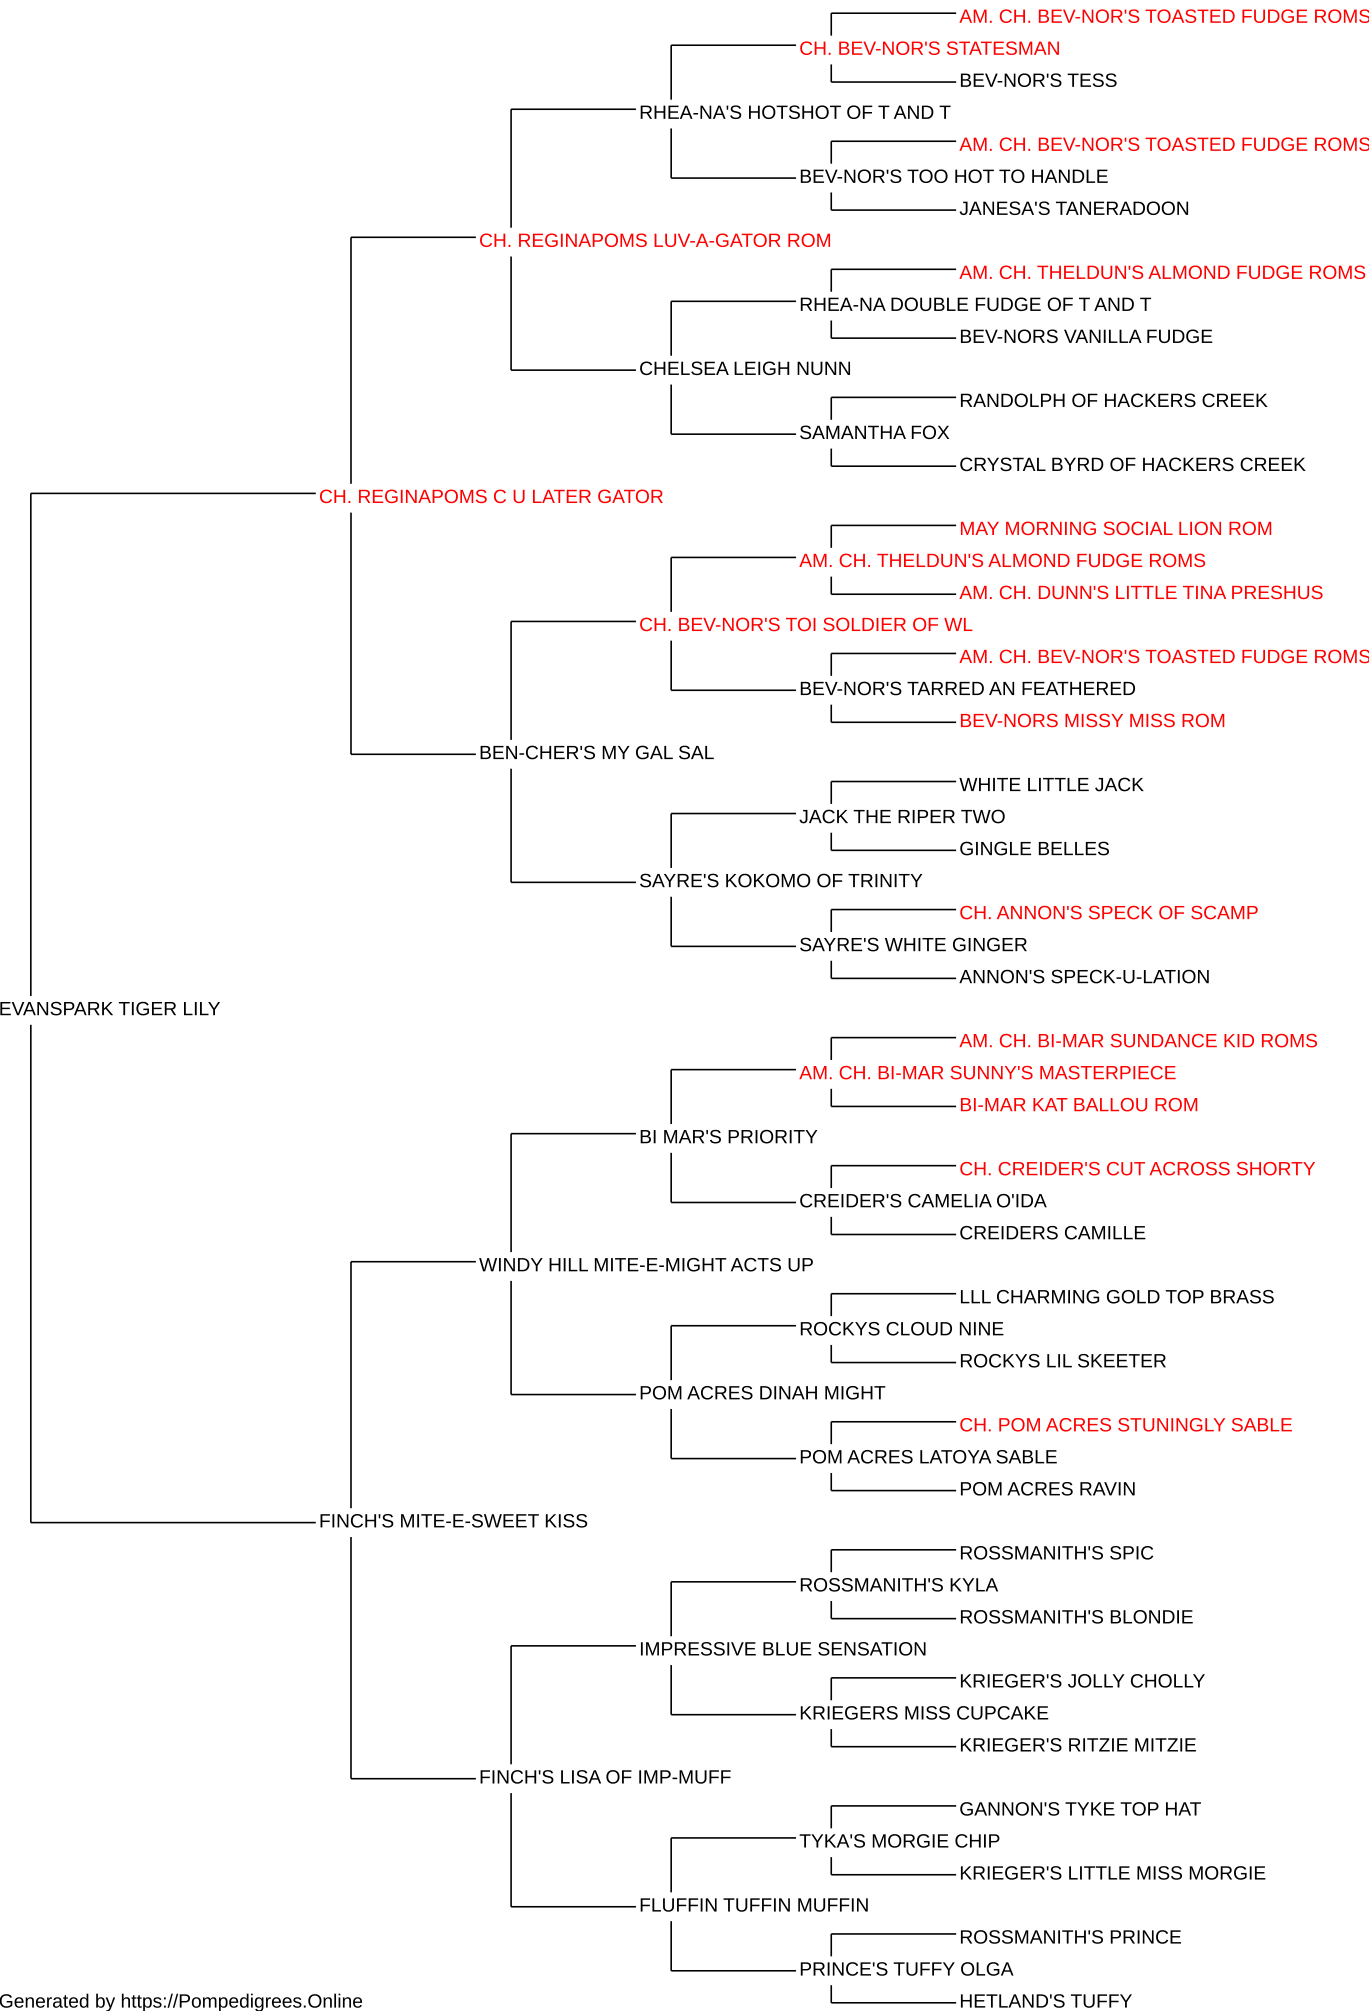 AM. CH. BEV-NOR'S TOASTED FUDGE ROMS
CH. BEV-NOR'S STATESMAN
BEV-NOR'S TESS
RHEA-NA'S HOTSHOT OF T AND T
AM. CH. BEV-NOR'S TOASTED FUDGE ROMS
BEV-NOR'S TOO HOT TO HANDLE
JANESA'S TANERADOON
CH. REGINAPOMS LUV-A-GATOR ROM
AM. CH. THELDUN'S ALMOND FUDGE ROMS
RHEA-NA DOUBLE FUDGE OF T AND T
BEV-NORS VANILLA FUDGE
CHELSEA LEIGH NUNN
RANDOLPH OF HACKERS CREEK
SAMANTHA FOX
CRYSTAL BYRD OF HACKERS CREEK
CH. REGINAPOMS C U LATER GATOR
MAY MORNING SOCIAL LION ROM
AM. CH. THELDUN'S ALMOND FUDGE ROMS
AM. CH. DUNN'S LITTLE TINA PRESHUS
CH. BEV-NOR'S TOI SOLDIER OF WL
AM. CH. BEV-NOR'S TOASTED FUDGE ROMS
BEV-NOR'S TARRED AN FEATHERED
BEV-NORS MISSY MISS ROM
BEN-CHER'S MY GAL SAL
WHITE LITTLE JACK
JACK THE RIPER TWO
GINGLE BELLES
SAYRE'S KOKOMO OF TRINITY
CH. ANNON'S SPECK OF SCAMP
SAYRE'S WHITE GINGER
ANNON'S SPECK-U-LATION
EVANSPARK TIGER LILY
AM. CH. BI-MAR SUNDANCE KID ROMS
AM. CH. BI-MAR SUNNY'S MASTERPIECE
BI-MAR KAT BALLOU ROM
BI MAR'S PRIORITY
CH. CREIDER'S CUT ACROSS SHORTY
CREIDER'S CAMELIA O'IDA
CREIDERS CAMILLE
WINDY HILL MITE-E-MIGHT ACTS UP
LLL CHARMING GOLD TOP BRASS
ROCKYS CLOUD NINE
ROCKYS LIL SKEETER
POM ACRES DINAH MIGHT
CH. POM ACRES STUNINGLY SABLE
POM ACRES LATOYA SABLE
POM ACRES RAVIN
FINCH'S MITE-E-SWEET KISS
ROSSMANITH'S SPIC
ROSSMANITH'S KYLA
ROSSMANITH'S BLONDIE
IMPRESSIVE BLUE SENSATION
KRIEGER'S JOLLY CHOLLY
KRIEGERS MISS CUPCAKE
KRIEGER'S RITZIE MITZIE
FINCH'S LISA OF IMP-MUFF
GANNON'S TYKE TOP HAT
TYKA'S MORGIE CHIP
KRIEGER'S LITTLE MISS MORGIE
FLUFFIN TUFFIN MUFFIN
ROSSMANITH'S PRINCE
PRINCE'S TUFFY OLGA
HETLAND'S TUFFY
Generated by https://Pompedigrees.Online